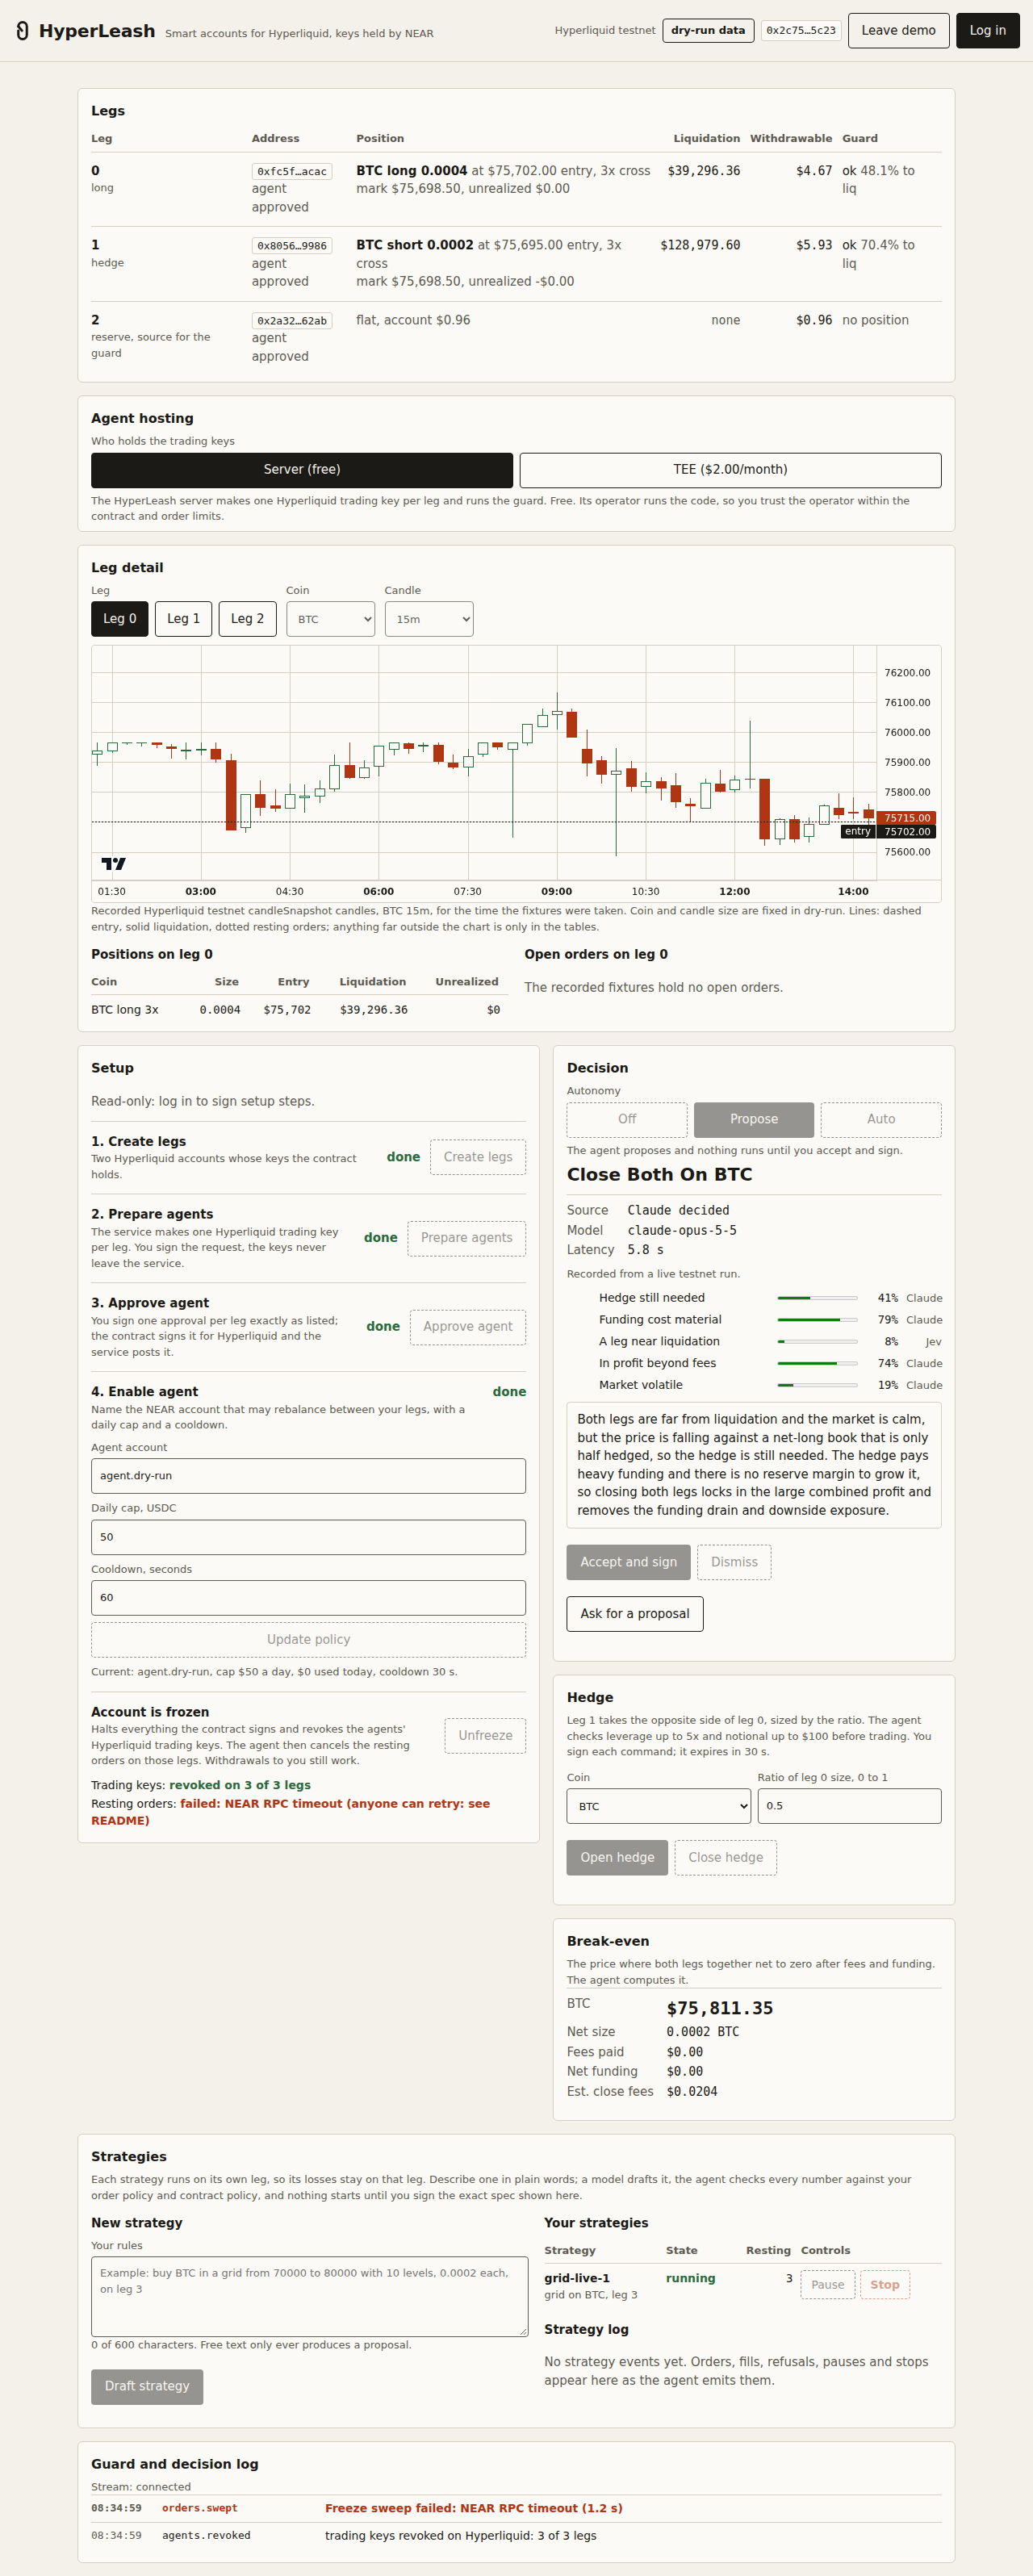 HyperLeash Smart accounts for Hyperliquid, keys held by NEAR
Hyperliquid testnet dry-run data 0x2c75…5c23 Leave demo Log in
Legs
Leg Address Position Liquidation Withdrawable Guard
0 0xfc5f…acac BTC long 0.0004 at $75,702.00 entry, 3x cross $39,296.36 $4.67 ok 48.1% to
long agent mark $75,698.50, unrealized $0.00 liq
approved
1 0x8056…9986 BTC short 0.0002 at $75,695.00 entry, 3x $128,979.60 $5.93 ok 70.4% to
hedge agent cross liq
approved mark $75,698.50, unrealized -$0.00
2 0x2a32…62ab flat, account $0.96 none $0.96 no position
reserve, source for the agent
guard approved
Agent hosting
Who holds the trading keys
Server (free) TEE ($2.00/month)
The HyperLeash server makes one Hyperliquid trading key per leg and runs the guard. Free. Its operator runs the code, so you trust the operator within the
contract and order limits.
Leg detail
Leg Coin Candle
Leg 0 Leg 1 Leg 2 BTC 15m
76200.00
76100.00
76000.00
75900.00
75800.00
75715.00
entry 75702.00
75600.00
01:30 03:00 04:30 06:00 07:30 09:00 10:30 12:00 14:00
Recorded Hyperliquid testnet candleSnapshot candles, BTC 15m, for the time the fixtures were taken. Coin and candle size are fixed in dry-run. Lines: dashed
entry, solid liquidation, dotted resting orders; anything far outside the chart is only in the tables.
Positions on leg 0
Coin Size Entry Liquidation Unrealized
BTC long 3x 0.0004 $75,702 $39,296.36 $0
Open orders on leg 0
The recorded fixtures hold no open orders.
Setup
Read-only: log in to sign setup steps.
1. Create legs
Two Hyperliquid accounts whose keys the contract
holds.
done Create legs
2. Prepare agents
The service makes one Hyperliquid trading key
per leg. You sign the request, the keys never
leave the service.
done Prepare agents
3. Approve agent
You sign one approval per leg exactly as listed;
the contract signs it for Hyperliquid and the
service posts it.
done Approve agent
4. Enable agent done
Name the NEAR account that may rebalance between your legs, with a
daily cap and a cooldown.
Agent account
agent.dry-run
Daily cap, USDC
50
Cooldown, seconds
60
Update policy
Current: agent.dry-run, cap $50 a day, $0 used today, cooldown 30 s.
Account is frozen
Halts everything the contract signs and revokes the agents'
Hyperliquid trading keys. The agent then cancels the resting
orders on those legs. Withdrawals to you still work.
Unfreeze
Trading keys: revoked on 3 of 3 legs
Resting orders: failed: NEAR RPC timeout (anyone can retry: see
README)
Decision
Autonomy
Off Propose Auto
The agent proposes and nothing runs until you accept and sign.
Close Both On BTC
Source Claude decided
Model claude-opus-5-5
Latency 5.8 s
Recorded from a live testnet run.
Hedge still needed 41% Claude
Funding cost material 79% Claude
A leg near liquidation 8% Jev
In profit beyond fees 74% Claude
Market volatile 19% Claude
Both legs are far from liquidation and the market is calm,
but the price is falling against a net-long book that is only
half hedged, so the hedge is still needed. The hedge pays
heavy funding and there is no reserve margin to grow it,
so closing both legs locks in the large combined profit and
removes the funding drain and downside exposure.
Accept and sign Dismiss
Ask for a proposal
Hedge
Leg 1 takes the opposite side of leg 0, sized by the ratio. The agent
checks leverage up to 5x and notional up to $100 before trading. You
sign each command; it expires in 30 s.
Coin Ratio of leg 0 size, 0 to 1
BTC 0.5
Open hedge Close hedge
Break-even
The price where both legs together net to zero after fees and funding.
The agent computes it.
BTC $75,811.35
Net size 0.0002 BTC
Fees paid $0.00
Net funding $0.00
Est. close fees $0.0204
Strategies
Each strategy runs on its own leg, so its losses stay on that leg. Describe one in plain words; a model drafts it, the agent checks every number against your
order policy and contract policy, and nothing starts until you sign the exact spec shown here.
New strategy
Your rules
Example: buy BTC in a grid from 70000 to 80000 with 10 levels, 0.0002 each,
on leg 3
0 of 600 characters. Free text only ever produces a proposal.
Draft strategy
Your strategies
Strategy State Resting Controls
grid-live-1 running 3 Pause Stop
grid on BTC, leg 3
Strategy log
No strategy events yet. Orders, fills, refusals, pauses and stops
appear here as the agent emits them.
Guard and decision log
Stream: connected
08:34:59 orders.swept Freeze sweep failed: NEAR RPC timeout (1.2 s)
08:34:59 agents.revoked trading keys revoked on Hyperliquid: 3 of 3 legs